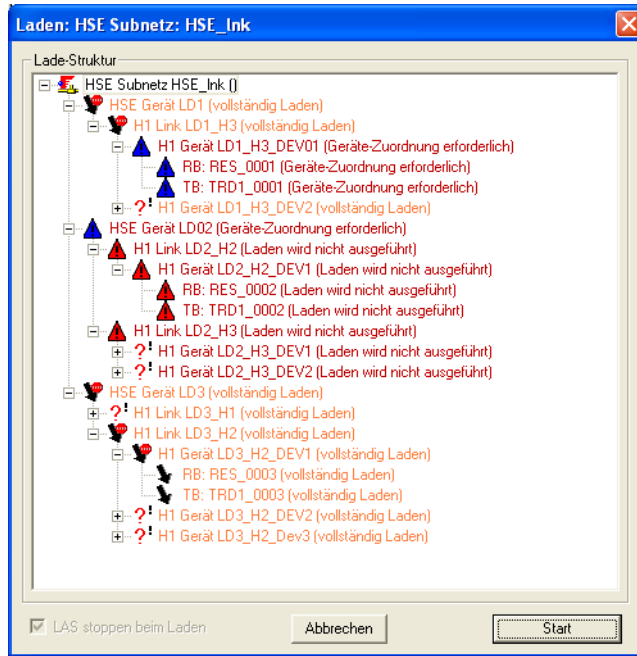 Laden: HSE Subnetz: HSE_lnk
Lade-Struktur
HSE Subnetz HSE_lnk ()
HSE Gerät LD1 (vollständig Laden)
H1 Link LD1_H3 (vollständig Laden)
H1 Gerät LD1_H3_DEV01 (Geräte-Zuordnung erforderlich)
RB: RES_0001 (Geräte-Zuordnung erforderlich)
TB: TRD1_0001 (Geräte-Zuordnung erforderlich)
?! H1 Gerät LD1_H3_DEV2 (vollständig Laden)
HSE Gerät LD02 (Geräte-Zuordnung erforderlich)
H1 Link LD2_H2 (Laden wird nicht ausgeführt)
H1 Gerät LD2_H2_DEV1 (Laden wird nicht ausgeführt)
RB: RES_0002 (Laden wird nicht ausgeführt)
TB: TRD1_0002 (Laden wird nicht ausgeführt)
H1 Link LD2_H3 (Laden wird nicht ausgeführt)
?! H1 Gerät LD2_H3_DEV1 (Laden wird nicht ausgeführt)
?! H1 Gerät LD2_H3_DEV2 (Laden wird nicht ausgeführt)
HSE Gerät LD3 (vollständig Laden)
?! H1 Link LD3_H1 (vollständig Laden)
H1 Link LD3_H2 (vollständig Laden)
H1 Gerät LD3_H2_DEV1 (vollständig Laden)
RB: RES_0003 (vollständig Laden)
TB: TRD1_0003 (vollständig Laden)
?! H1 Gerät LD3_H2_DEV2 (vollständig Laden)
?! H1 Gerät LD3_H2_Dev3 (vollständig Laden)
LAS stoppen beim Laden
Abbrechen
Start